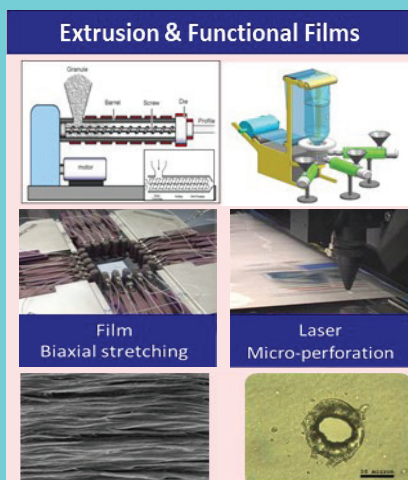 Extrusion & Functional Films
Granule
Barrel
Screw
Die
Profile
motor
Film
Biaxial stretching
Laser
Micro-perforation